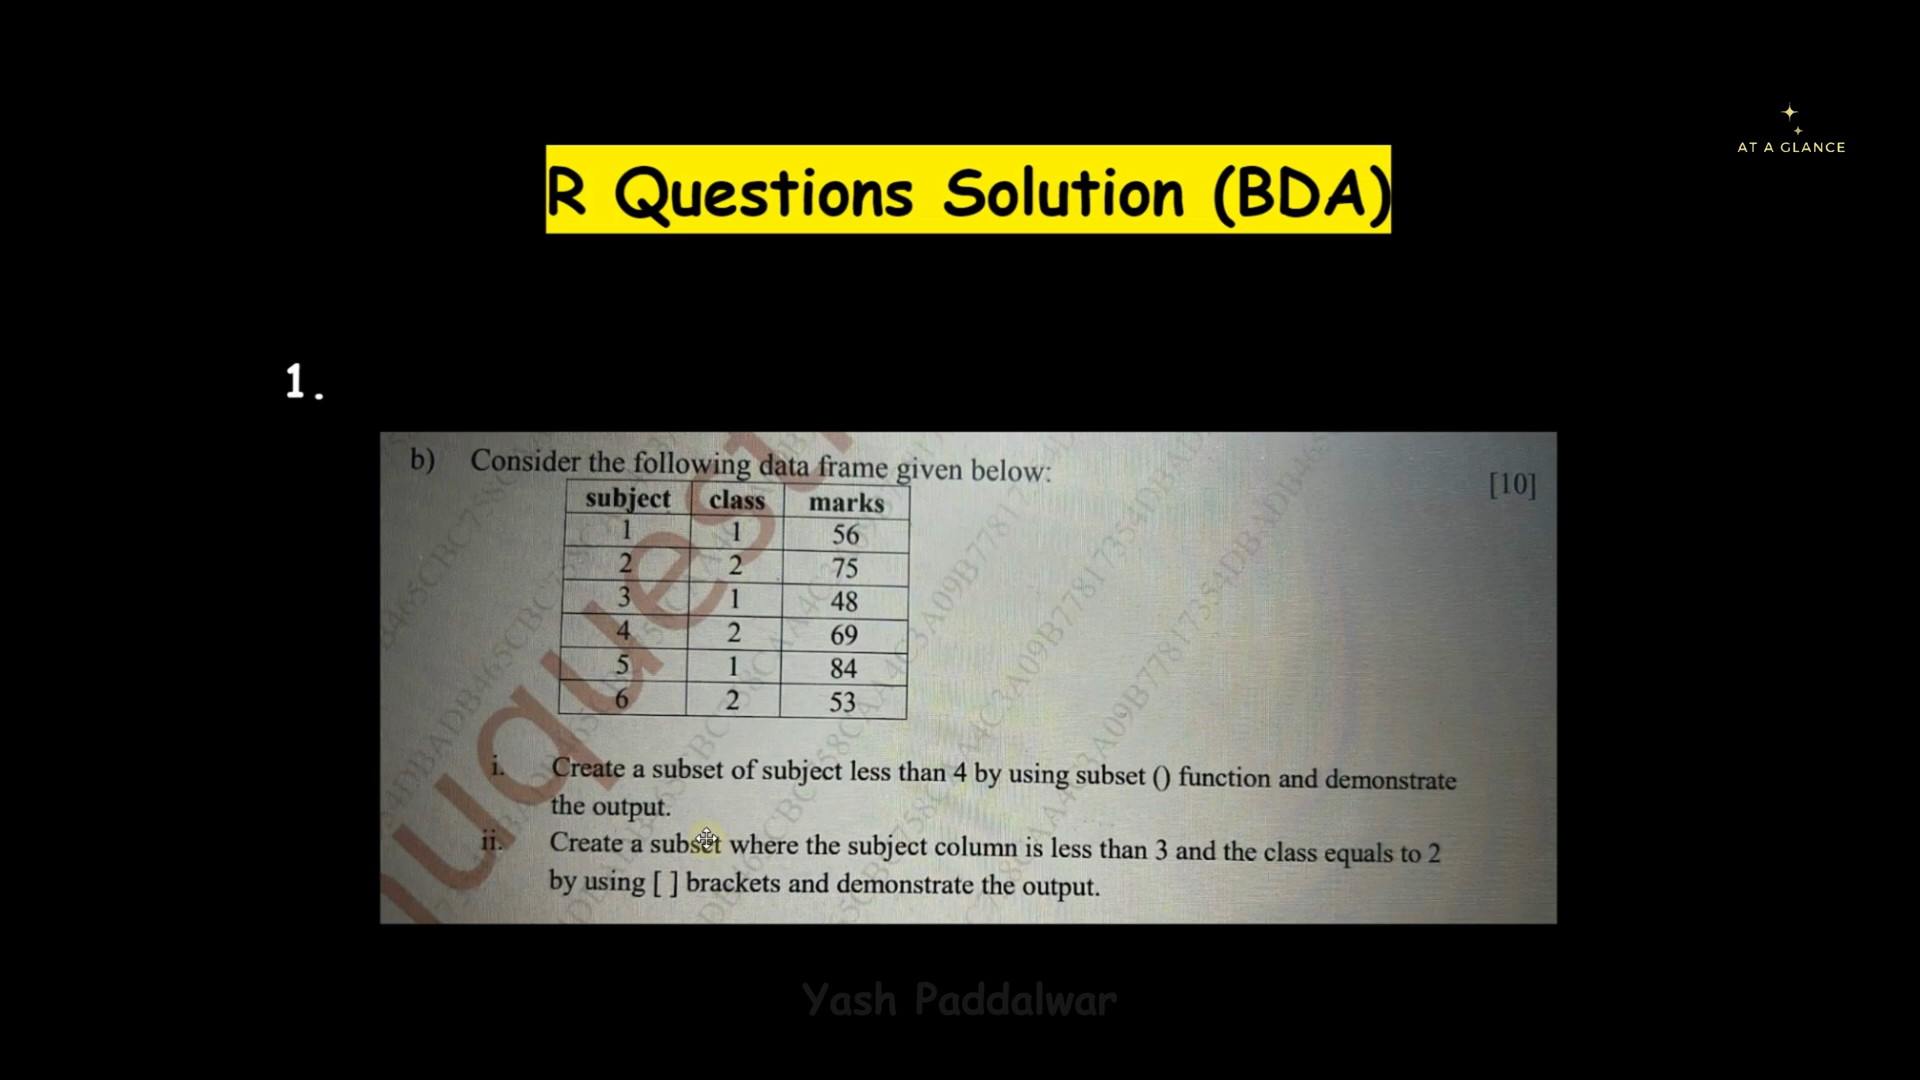 AT A GLANCE
R Questions Solution (BDA)
1.
b) Consider the following data frame given below: [10]
subject class marks
1 1 56
2 2 75
3 1 48
4 2 69
5 1 84
6 2 53
i. Create a subset of subject less than 4 by using subset () function and demonstrate
the output.
ii. Create a subset where the subject column is less than 3 and the class equals to 2
by using [ ] brackets and demonstrate the output.
Yash Paddalwar